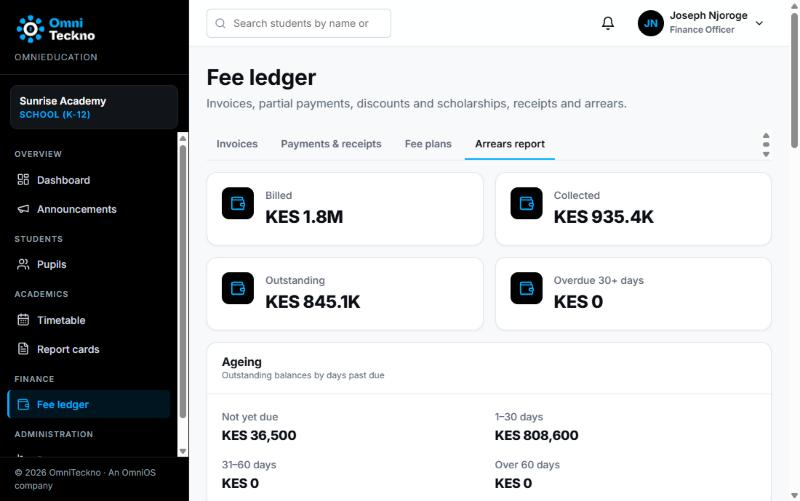 Omni
Teckno
OMNIEDUCATION
Sunrise Academy
SCHOOL (K-12)
OVERVIEW
Dashboard
Announcements
STUDENTS
Pupils
ACADEMICS
Timetable
Report cards
FINANCE
Fee ledger
ADMINISTRATION
© 2026 OmniTeckno · An OmniOS
company
Search students by name or
JN
Joseph Njoroge
Finance Officer
Fee ledger
Invoices, partial payments, discounts and scholarships, receipts and arrears.
Invoices
Payments & receipts
Fee plans
Arrears report
Billed
KES 1.8M
Collected
KES 935.4K
Outstanding
KES 845.1K
Overdue 30+ days
KES 0
Ageing
Outstanding balances by days past due
Not yet due
KES 36,500
1–30 days
KES 808,600
31–60 days
KES 0
Over 60 days
KES 0